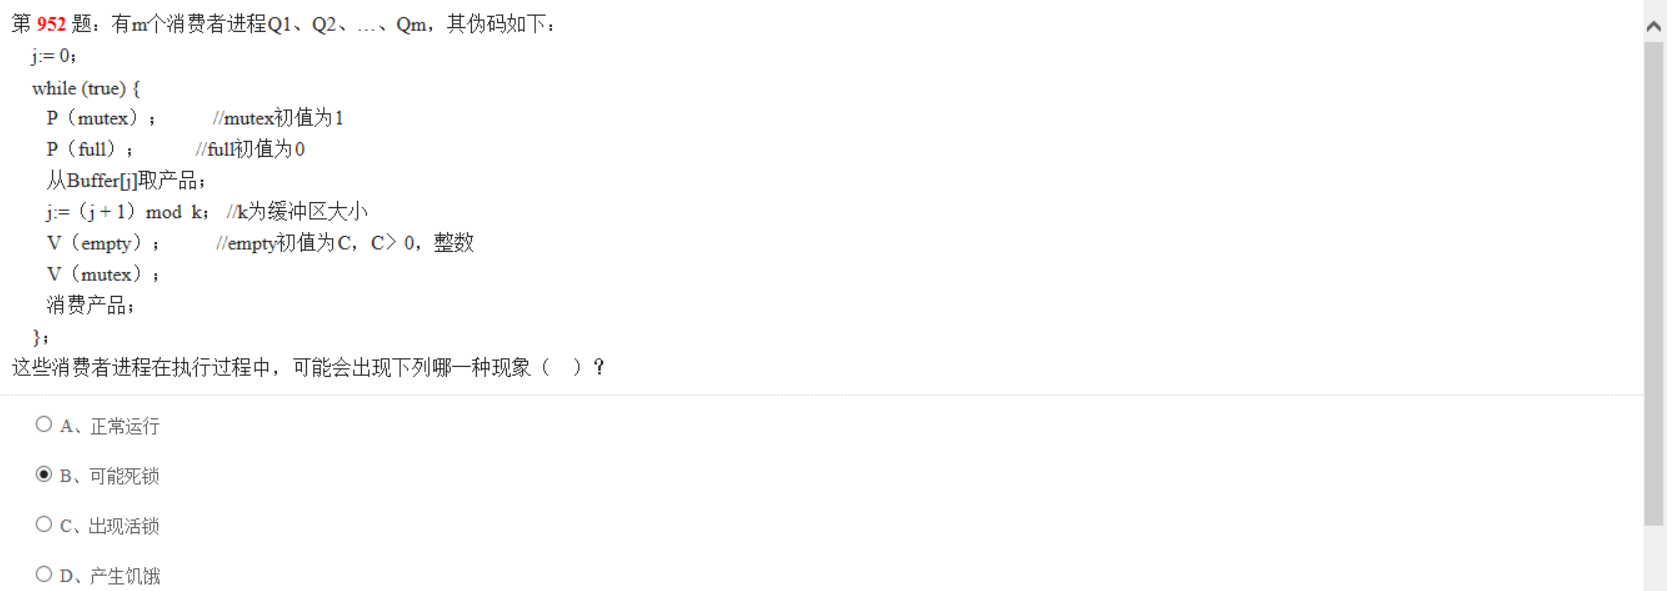 第 952 题：有m个消费者进程Q1、Q2、…、Qm，其伪码如下：
j:= 0；
while (true) {
P（mutex）； //mutex初值为1
P（full）； //full初值为0
从Buffer[j]取产品；
j:=（j + 1）mod k； //k为缓冲区大小
V（empty）； //empty初值为C，C＞0，整数
V（mutex）；
消费产品；
}；
这些消费者进程在执行过程中，可能会出现下列哪一种现象（ ）？
A、正常运行
B、可能死锁
C、出现活锁
D、产生饥饿